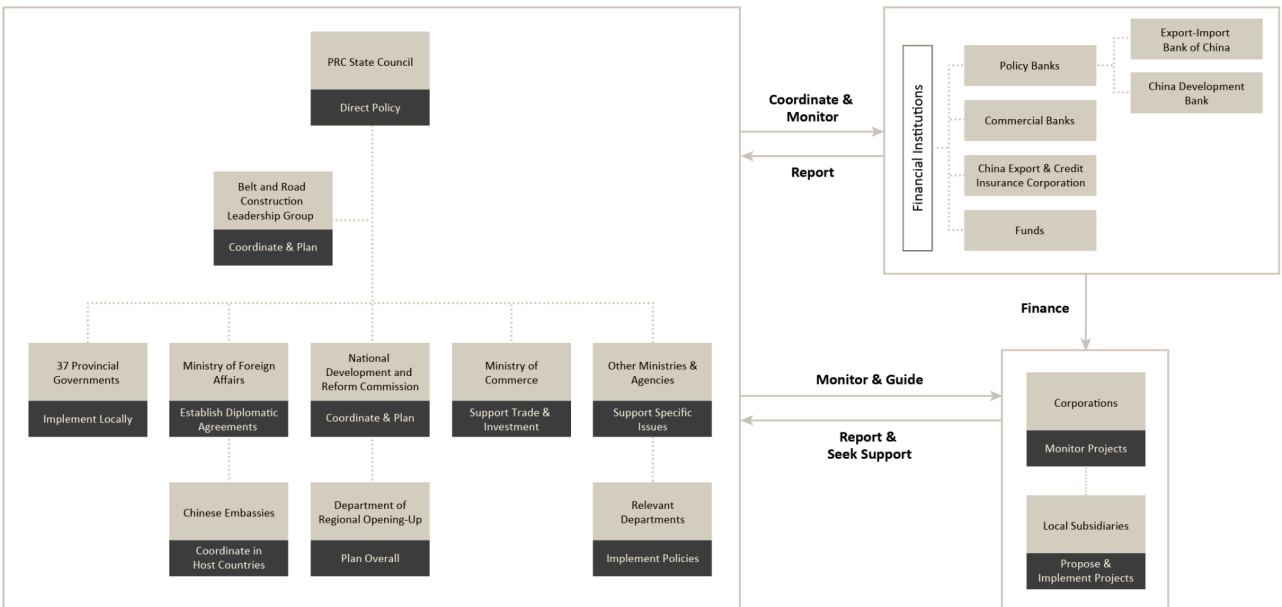 PRC State Council
Direct Policy
Belt and Road
Construction
Leadership Group
Coordinate & Plan
37 Provincial
Governments
Implement Locally
Ministry of Foreign
Affairs
Establish Diplomatic
Agreements
National
Development and
Reform Commission
Coordinate & Plan
Ministry of
Commerce
Support Trade &
Investment
Other Ministries &
Agencies
Support Specific
Issues
Chinese Embassies
Coordinate in
Host Countries
Department of
Regional Opening-Up
Plan Overall
Relevant
Departments
Implement Policies
Coordinate &
Monitor
Report
Financial Institutions
Policy Banks
Commercial Banks
China Export & Credit
Insurance Corporation
Funds
Export-Import
Bank of China
China Development
Bank
Finance
Monitor & Guide
Report &
Seek Support
Corporations
Monitor Projects
Local Subsidiaries
Propose &
Implement Projects